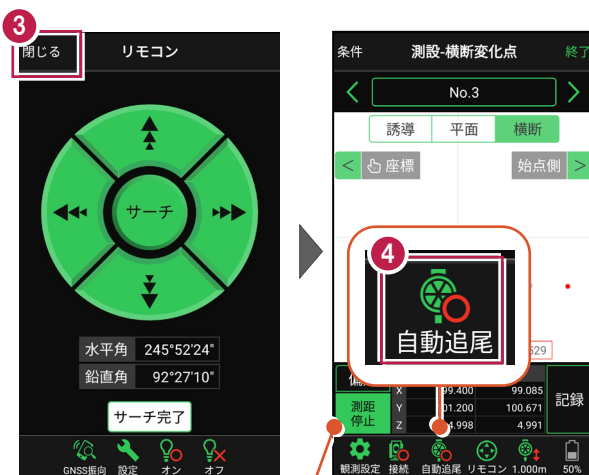 3
閉じる リモコン
サーチ
水平角 245°52'24"
鉛直角 92°27'10"
サーチ完了
GNSS振向 設定 オン オフ
条件 測設-横断変化点 終了
No.3
誘導 平面 横断
< 座標 始点側 >
4
自動追尾
529
X 99.400 99.085
測距停止 Y 01.200 100.671 記録
Z 4.998 4.991
観測設定 接続 自動追尾 リモコン 1.000m 50%